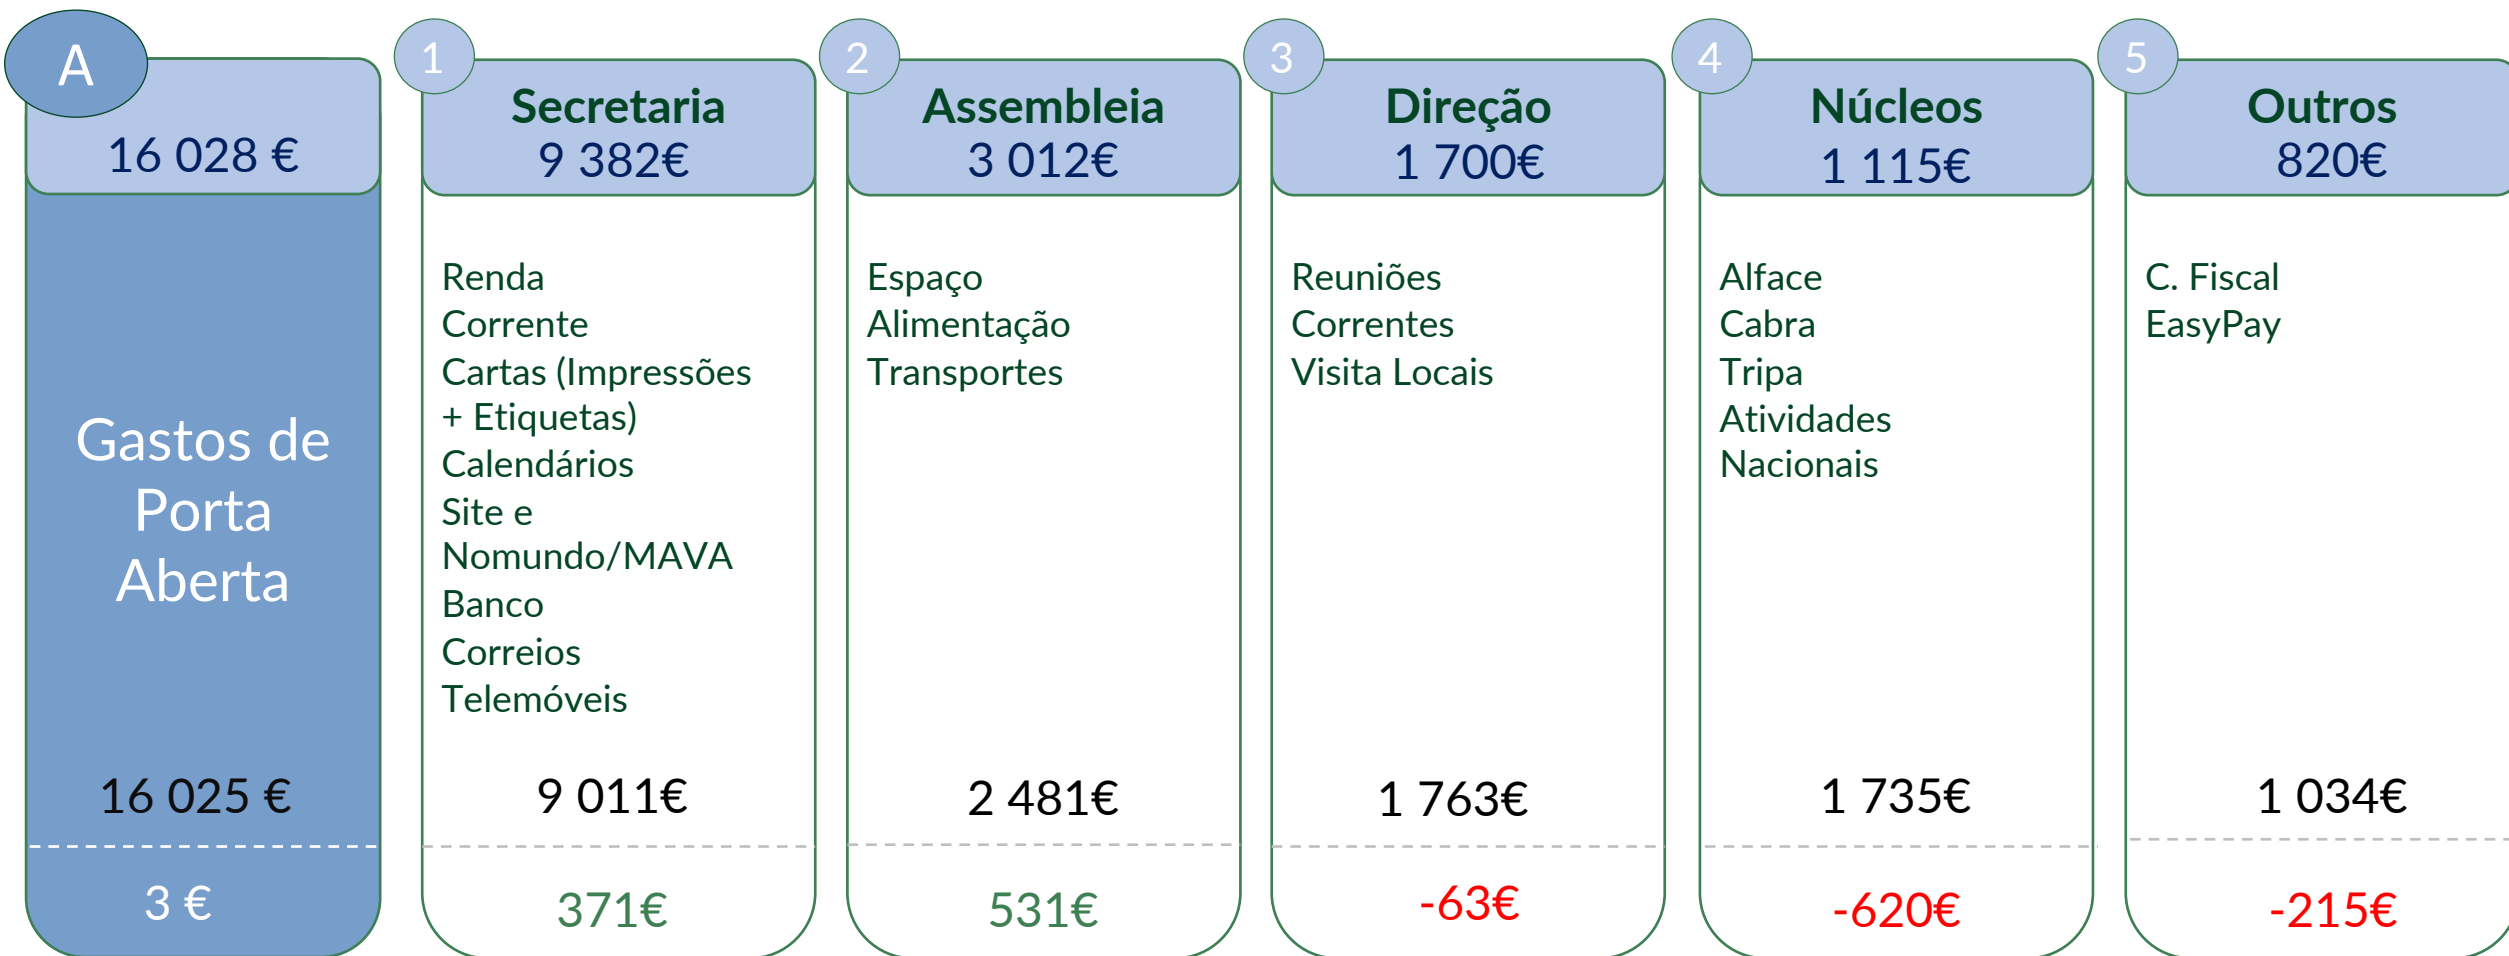 A
16 028 €
Gastos de
Porta
Aberta
16 025 €
3 €
1
Secretaria
9 382€
Renda
Corrente
Cartas (Impressões
+ Etiquetas)
Calendários
Site e
Nomundo/MAVA
Banco
Correios
Telemóveis
9 011€
371€
2
Assembleia
3 012€
Espaço
Alimentação
Transportes
2 481€
531€
3
Direção
1 700€
Reuniões
Correntes
Visita Locais
1 763€
-63€
4
Núcleos
1 115€
Alface
Cabra
Tripa
Atividades
Nacionais
1 735€
-620€
5
Outros
820€
C. Fiscal
EasyPay
1 034€
-215€